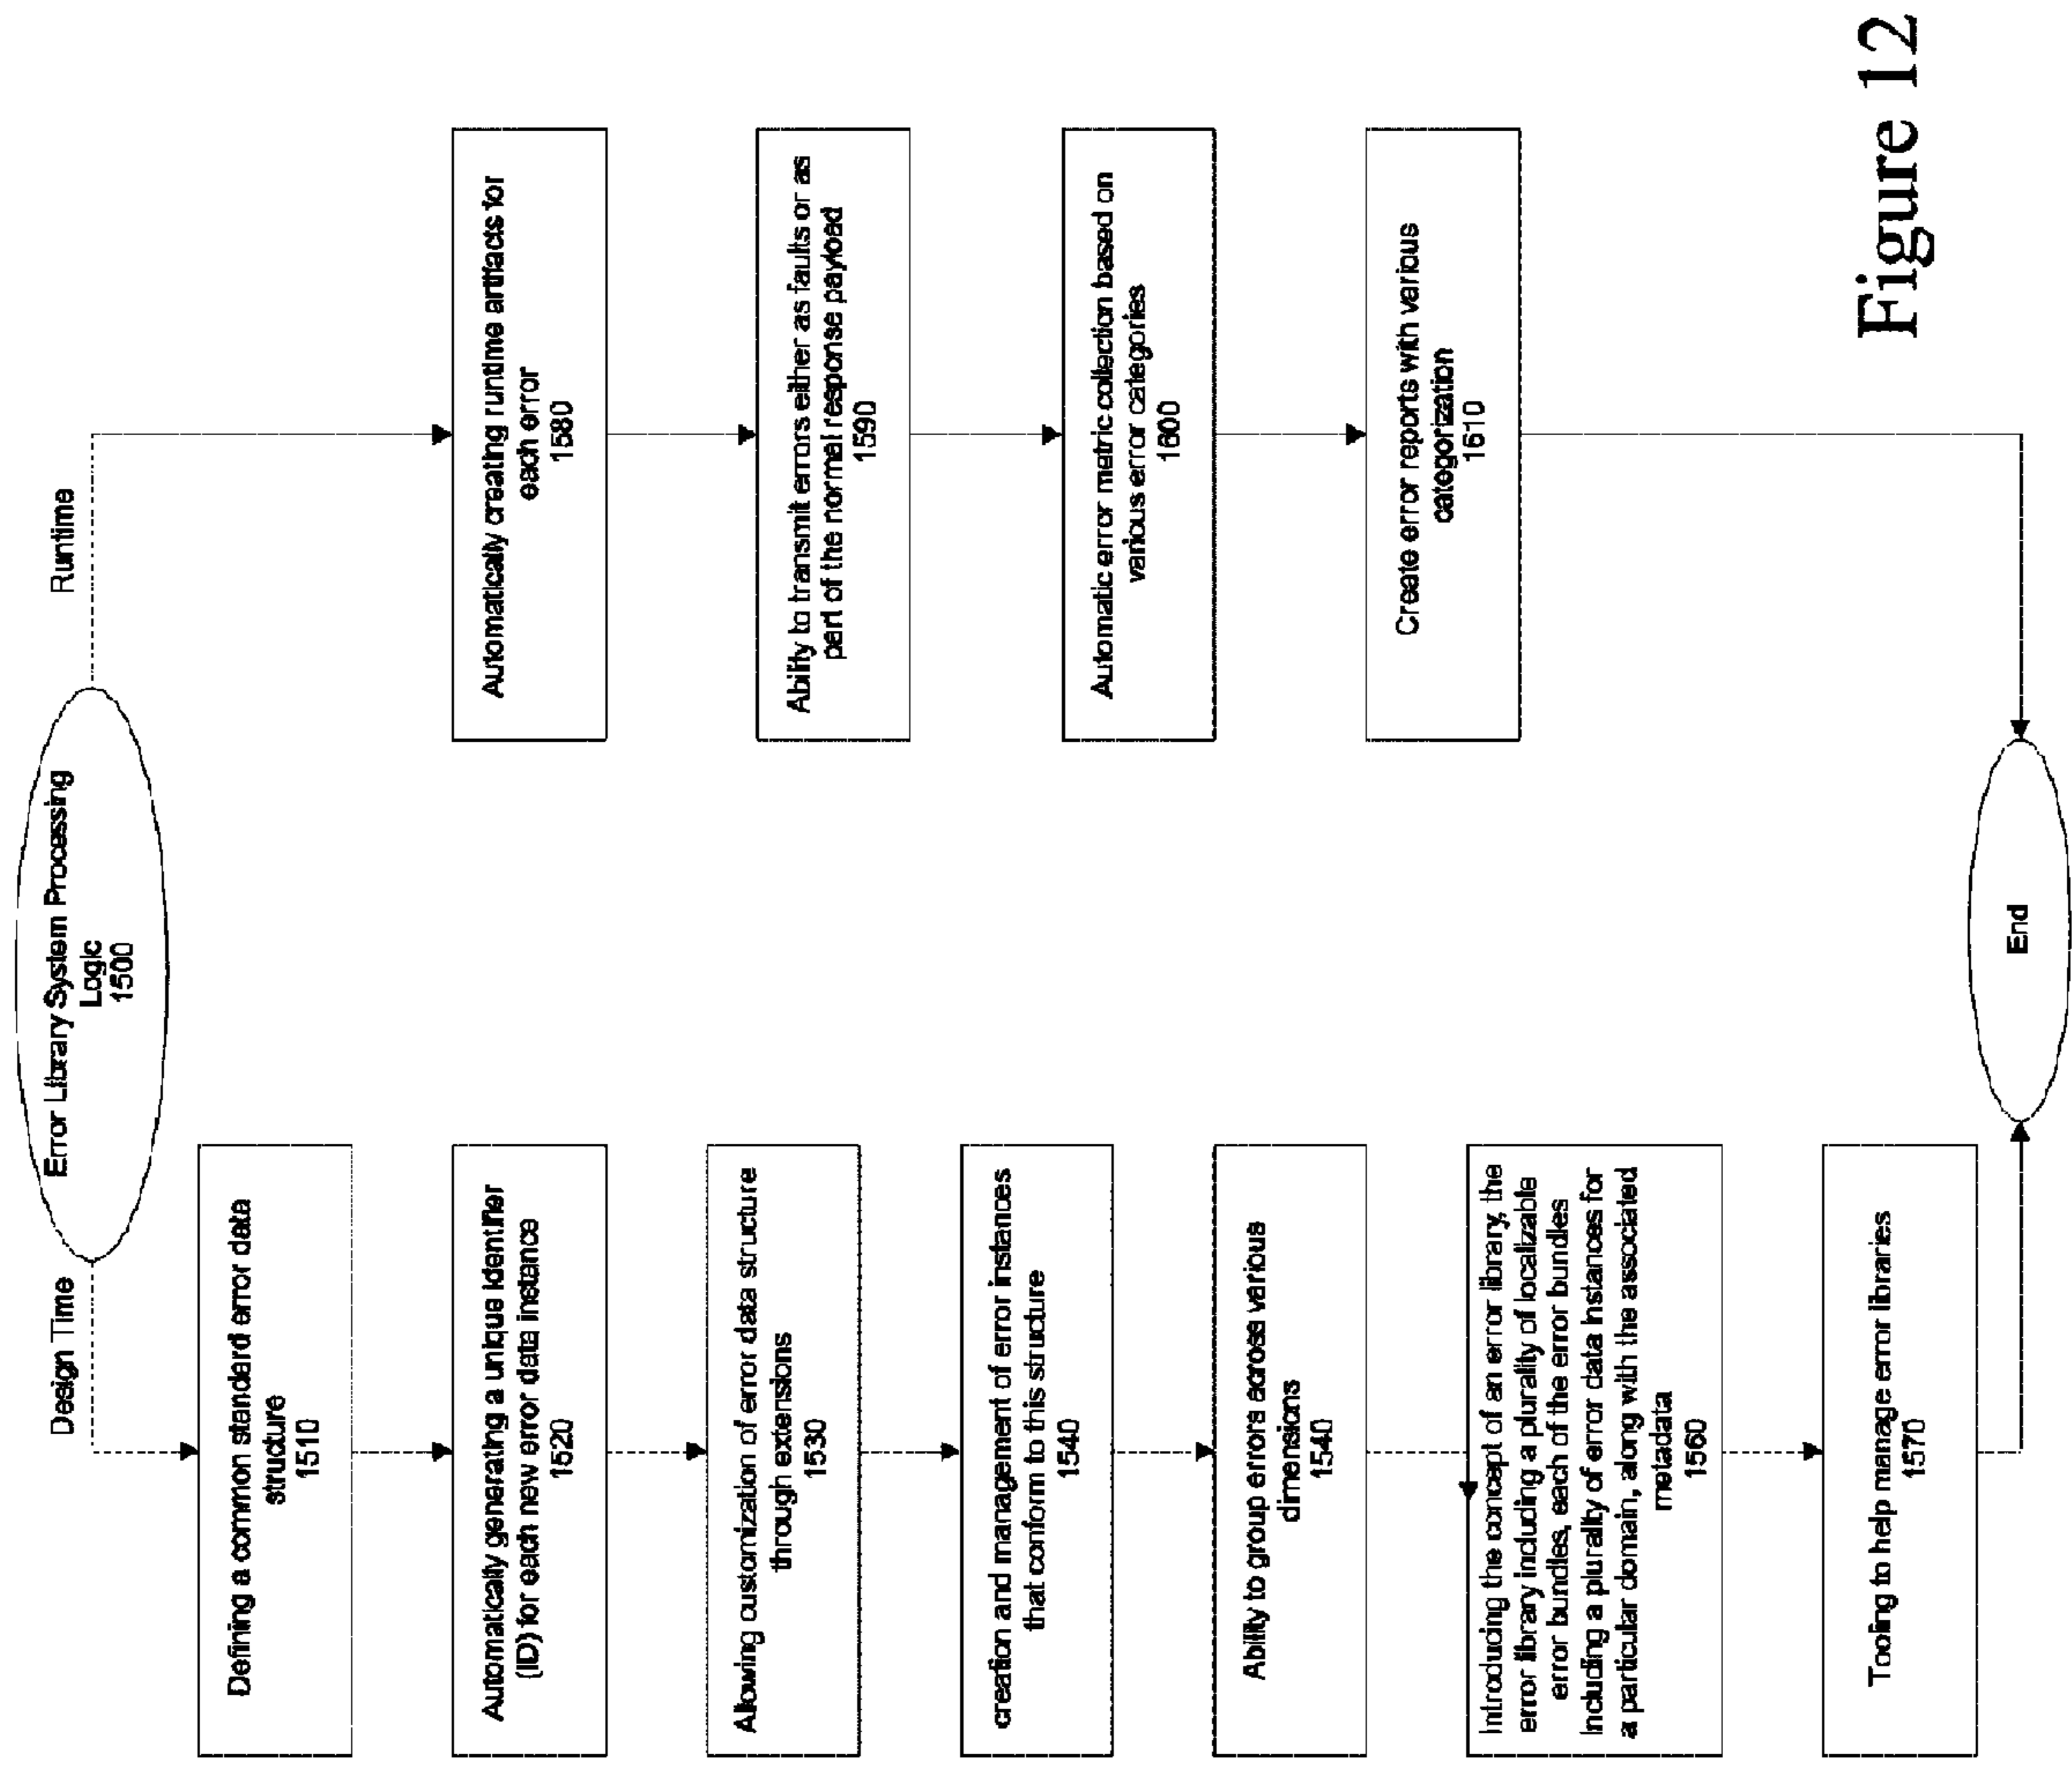 Error Library System Processing
Logic
1500
Design Time
Runtime
Defining a common standard error data
structure
1510
Automatically generating a unique identifier
(ID) for each new error data instance
1520
Allowing customization of error data structure
through extensions
1530
creation and management of error instances
that conform to this structure
1540
Ability to group errors across various
dimensions
1540
Introducing the concept of an error library, the
error library including a plurality of localizable
error bundles, each of the error bundles
including a plurality of error data instances for
a particular domain, along with the associated
metadata
1560
Tooling to help manage error libraries
1570
Automatically creating runtime artifacts for
each error
1580
Ability to transmit errors either as faults or as
part of the normal response payload
1590
Automatic error metric collection based on
various error categories
1600
Create error reports with various
categorization
1610
End
Figure 12